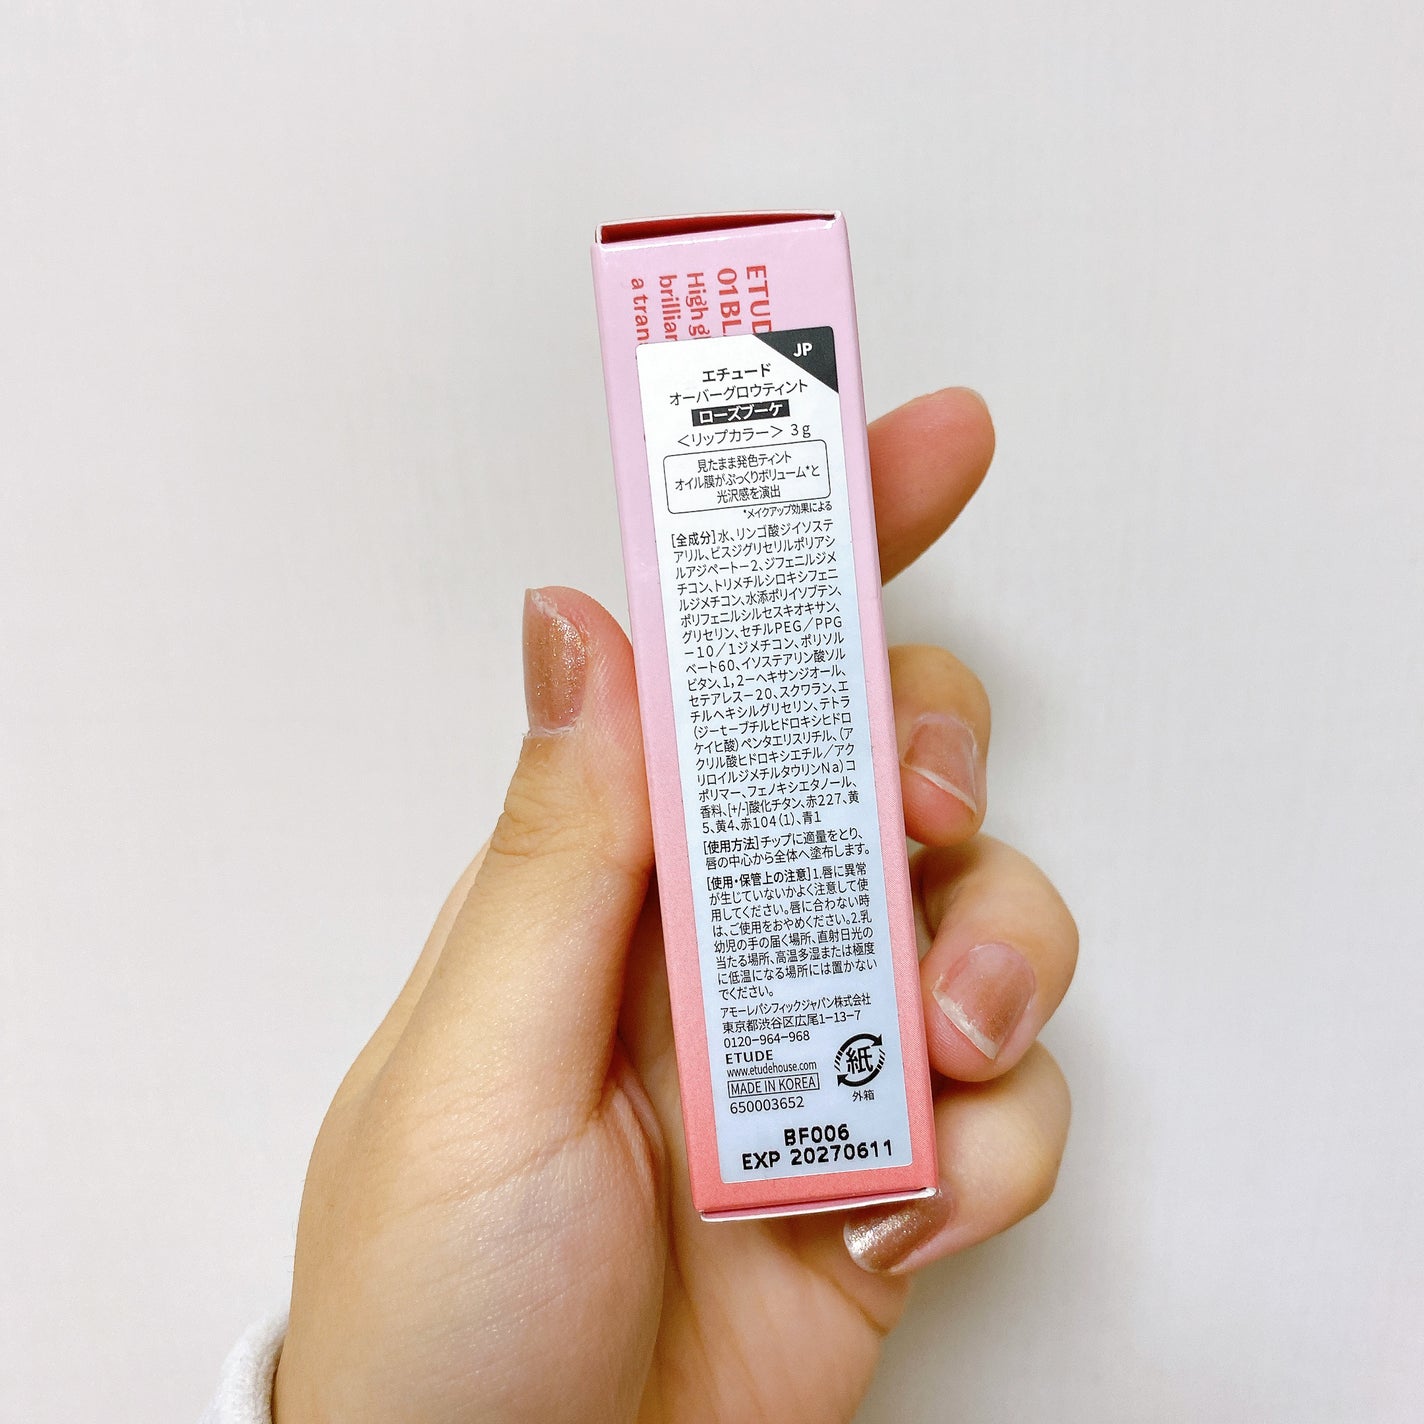 ETUD
01 BL
High g
brillian
a tran
JP
エチュード
オーバーグロウティント
ローズブーケ
＜リップカラー＞ 3g
見たまま発色ティント
オイル膜がぷっくりボリューム*と
光沢感を演出
*メイクアップ効果による
[全成分]水、リンゴ酸ジイソステ
アリル、ビスジグリセリルポリアシ
ルアジペート－2、ジフェニルジメ
チコン、トリメチルシロキシフェニ
ルジメチコン、水添ポリイソブテン、
ポリフェニルシルセスキオキサン、
グリセリン、セチルPEG／PPG
－10／1ジメチコン、ポリソル
ベート60、イソステアリン酸ソル
ビタン、1,2－ヘキサンジオール、
セテアレス－20、スクワラン、エ
チルヘキシルグリセリン、テトラ
(ジーt－ブチルヒドロキシヒドロ
ケイヒ酸)ペンタエリスリチル、(ア
クリル酸ヒドロキシエチル／アク
リロイルジメチルタウリンNa)コ
ポリマー、フェノキシエタノール、
香料、[+/-]酸化チタン、赤227、黄
5、黄4、赤104(1)、青1
[使用方法]チップに適量をとり、
唇の中心から全体へ塗布します。
[使用・保管上の注意]1.唇に異常
が生じていないかよく注意して使
用してください。唇に合わない時
は、ご使用をおやめください。2.乳
幼児の手の届く場所、直射日光の
当たる場所、高温多湿または極度
に低温になる場所には置かない
でください。
アモーレパシフィックジャパン株式会社
東京都渋谷区広尾1-13-7
0120-964-968
ETUDE
www.etudehouse.com
MADE IN KOREA
650003652
紙
外箱
BF006
EXP 20270611